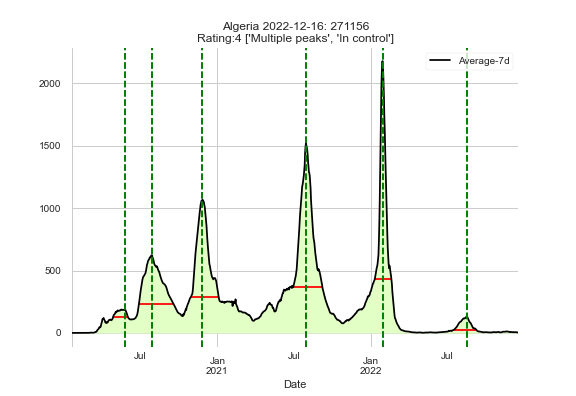 Algeria 2022-12-16: 271156
Rating:4 ['Multiple peaks', 'In control']
Average-7d
2000
1500
1000
500
0
Jul
Jan
2021
Jul
Jan
2022
Jul
Date